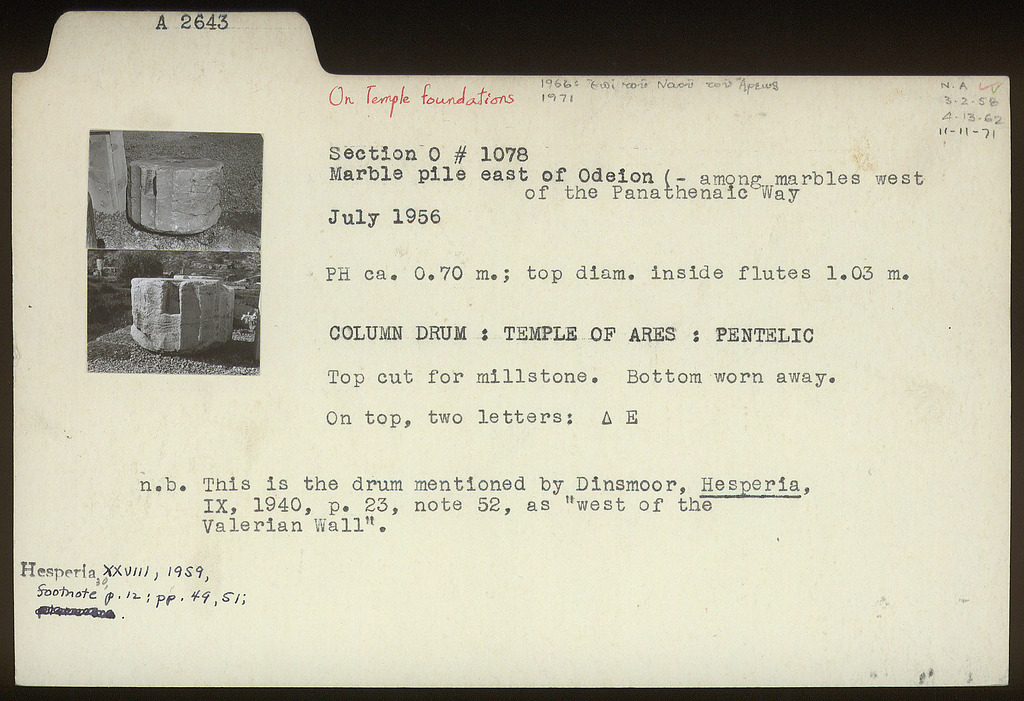 A 2643
On Temple foundations
1966: Ἐπὶ τοῦ Ναοῦ τοῦ Ἄρεως
1971
N.A
3-2-58
4-13-62
11-11-71
Section O # 1078
Marble pile east of Odeion (- among marbles west
of the Panathenaic Way
July 1956
PH ca. 0.70 m.; top diam. inside flutes 1.03 m.
COLUMN DRUM : TEMPLE OF ARES : PENTELIC
Top cut for millstone. Bottom worn away.
On top, two letters: Δ E
n.b. This is the drum mentioned by Dinsmoor, Hesperia,
IX, 1940, p. 23, note 52, as "west of the
Valerian Wall".
Hesperia XXVIII, 1959,
footnote 30, p. 12; pp. 49, 51;